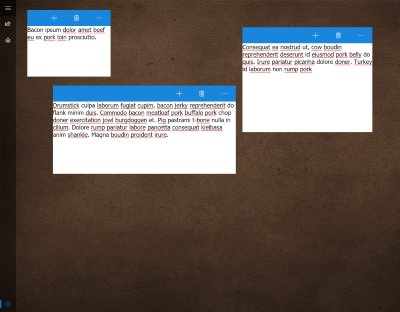 Bacon ipsum dolor amet beef
eu ex pork loin prosciutto.
Consequat ea nostrud ut, cow boudin
reprehenderit deserunt id eiusmod pork belly do
quis. Irure pariatur picanha dolore doner. Turkey
id laborum non rump pork
Drumstick culpa laborum fugiat cupim, bacon jerky reprehenderit do
flank minim duis. Commodo bacon meatloaf pork buffalo pork chop
doner exercitation jowl burgdoggen et. Pig pastrami t-bone nulla in
cillum. Dolore rump pariatur labore pancetta consequat kielbasa
anim shankle. Magna boudin proident irure.